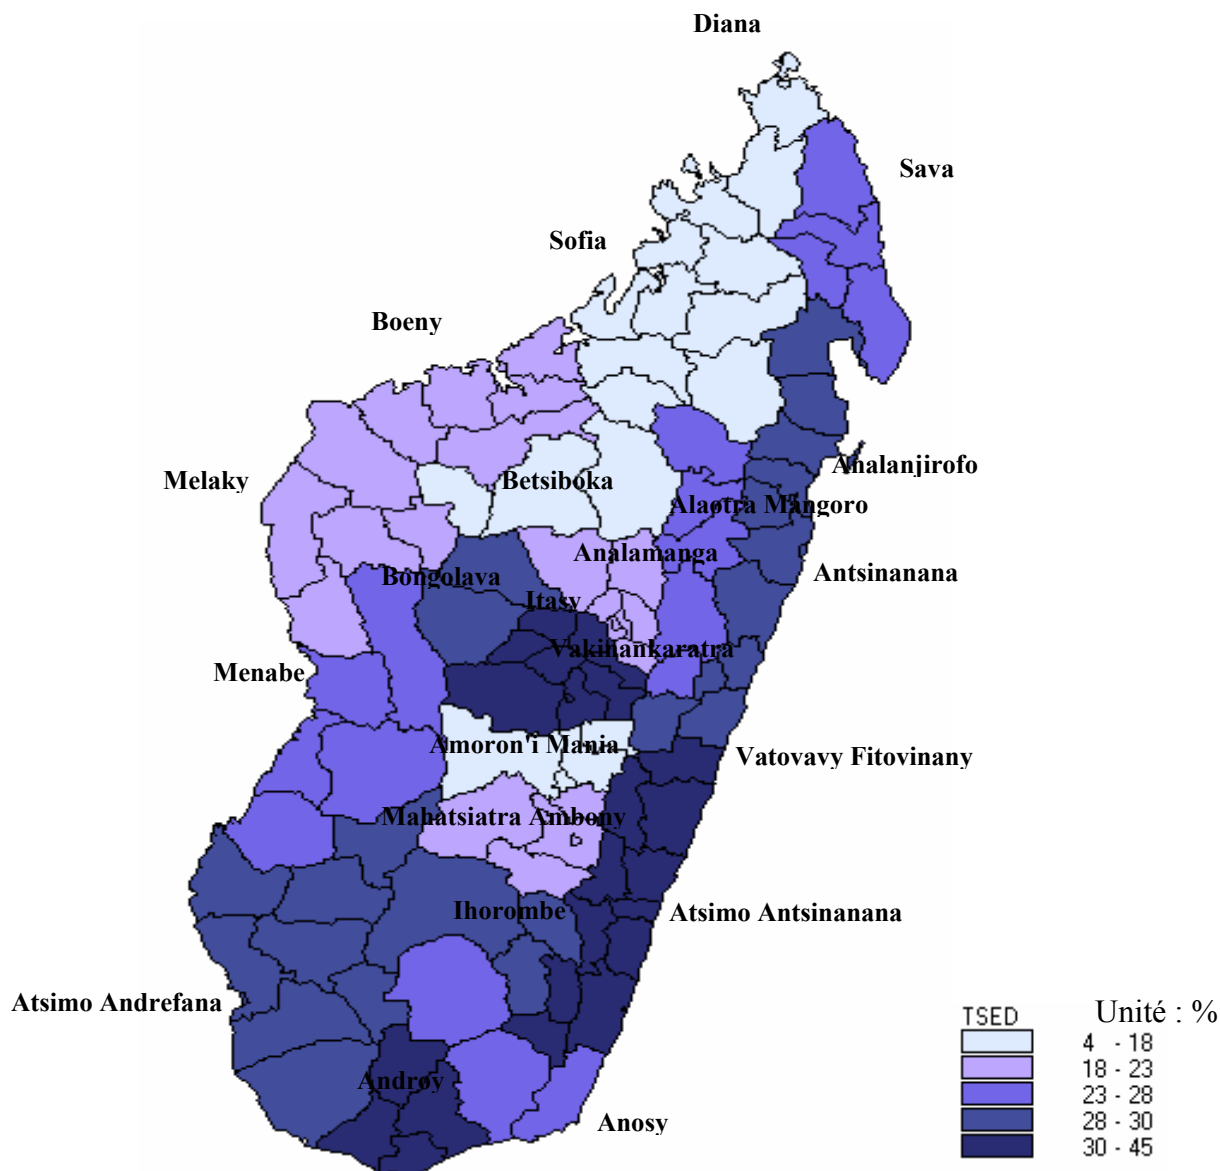 Diana
Sava
Sofia
Boeny
Analanjirofo
Melaky
Betsiboka
Alaotra Mangoro
Analamanga
Antsinanana
Bongolava
Itasy
Vakinankaratra
Menabe
Amoron'i Mania
Vatovavy Fitovinany
Mahatsiatra Ambony
Ihorombe
Atsimo Antsinanana
Atsimo Andrefana
TSED
Unité : %
4 - 18
18 - 23
23 - 28
28 - 30
30 - 45
Androy
Anosy